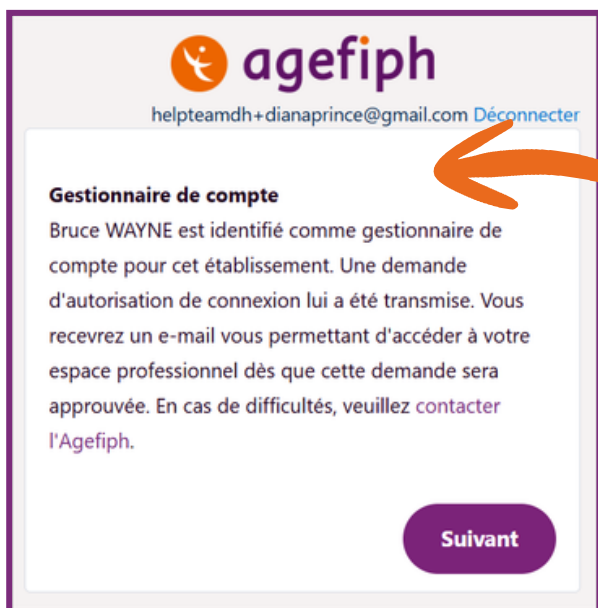 agefiph
helpteamdh+dianaprince@gmail.com Déconnecter
Gestionnaire de compte
Bruce WAYNE est identifié comme gestionnaire de
compte pour cet établissement. Une demande
d'autorisation de connexion lui a été transmise. Vous
recevrez un e-mail vous permettant d'accéder à votre
espace professionnel dès que cette demande sera
approuvée. En cas de difficultés, veuillez contacter
l'Agefiph.
Suivant